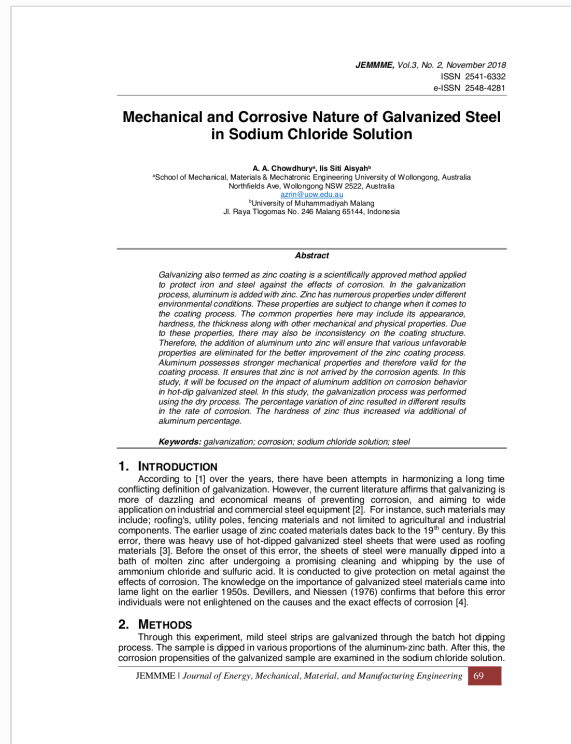 JEMMME, Vol.3, No. 2, November 2018
ISSN 2541-6332
e-ISSN 2548-4281
Mechanical and Corrosive Nature of Galvanized Steel
in Sodium Chloride Solution
A. A. Chowdhuryᵃ, Iis Siti Aisyahᵇ
ᵃSchool of Mechanical, Materials & Mechatronic Engineering University of Wollongong, Australia
Northfields Ave, Wollongong NSW 2522, Australia
azrin@uow.edu.au
ᵇUniversity of Muhammadiyah Malang
Jl. Raya Tlogomas No. 246 Malang 65144, Indonesia
Abstract
Galvanizing also termed as zinc coating is a scientifically approved method applied
to protect iron and steel against the effects of corrosion. In the galvanization
process, aluminum is added with zinc. Zinc has numerous properties under different
environmental conditions. These properties are subject to change when it comes to
the coating process. The common properties here may include its appearance,
hardness, the thickness along with other mechanical and physical properties. Due
to these properties, there may also be inconsistency on the coating structure.
Therefore, the addition of aluminum unto zinc will ensure that various unfavorable
properties are eliminated for the better improvement of the zinc coating process.
Aluminum possesses stronger mechanical properties and therefore valid for the
coating process. It ensures that zinc is not arrived by the corrosion agents. In this
study, it will be focused on the impact of aluminum addition on corrosion behavior
in hot-dip galvanized steel. In this study, the galvanization process was performed
using the dry process. The percentage variation of zinc resulted in different results
in the rate of corrosion. The hardness of zinc thus increased via additional of
aluminum percentage.
Keywords: galvanization; corrosion; sodium chloride solution; steel
1. INTRODUCTION
According to [1] over the years, there have been attempts in harmonizing a long time
conflicting definition of galvanization. However, the current literature affirms that galvanizing is
more of dazzling and economical means of preventing corrosion, and aiming to wide
application on industrial and commercial steel equipment [2]. For instance, such materials may
include; roofing's, utility poles, fencing materials and not limited to agricultural and industrial
components. The earlier usage of zinc coated materials dates back to the 19ᵗʰ century. By this
error, there was heavy use of hot-dipped galvanized steel sheets that were used as roofing
materials [3]. Before the onset of this error, the sheets of steel were manually dipped into a
bath of molten zinc after undergoing a promising cleaning and whipping by the use of
ammonium chloride and sulfuric acid. It is conducted to give protection on metal against the
effects of corrosion. The knowledge on the importance of galvanized steel materials came into
lame light on the earlier 1950s. Devillers, and Niessen (1976) confirms that before this error
individuals were not enlightened on the causes and the exact effects of corrosion [4].
2. METHODS
Through this experiment, mild steel strips are galvanized through the batch hot dipping
process. The sample is dipped in various proportions of the aluminum-zinc bath. After this, the
corrosion propensities of the galvanized sample are examined in the sodium chloride solution.
JEMMME | Journal of Energy, Mechanical, Material, and Manufacturing Engineering 69